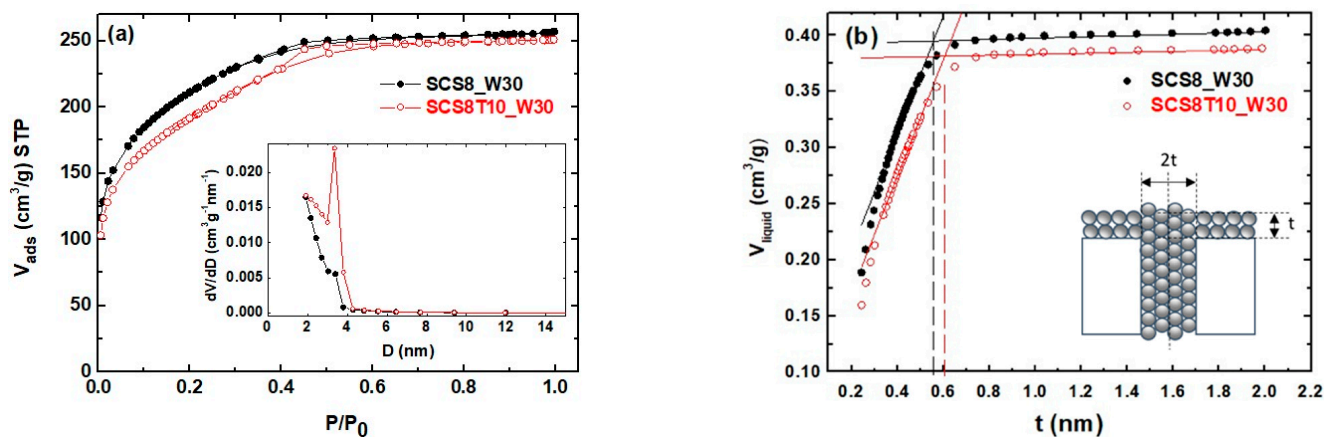 (a)
V_ads (cm³/g) STP
300
250
200
150
100
50
0
0.0 0.2 0.4 0.6 0.8 1.0
P/P₀
SCS8_W30
SCS8T10_W30
dV/dD (cm³g⁻¹nm⁻¹)
0.020
0.015
0.010
0.005
0.000
0 2 4 6 8 10 12 14
D (nm)
(b)
V_liquid (cm³/g)
0.40
0.35
0.30
0.25
0.20
0.15
0.10
0.2 0.4 0.6 0.8 1.0 1.2 1.4 1.6 1.8 2.0 2.2
t (nm)
SCS8_W30
SCS8T10_W30
2t
t